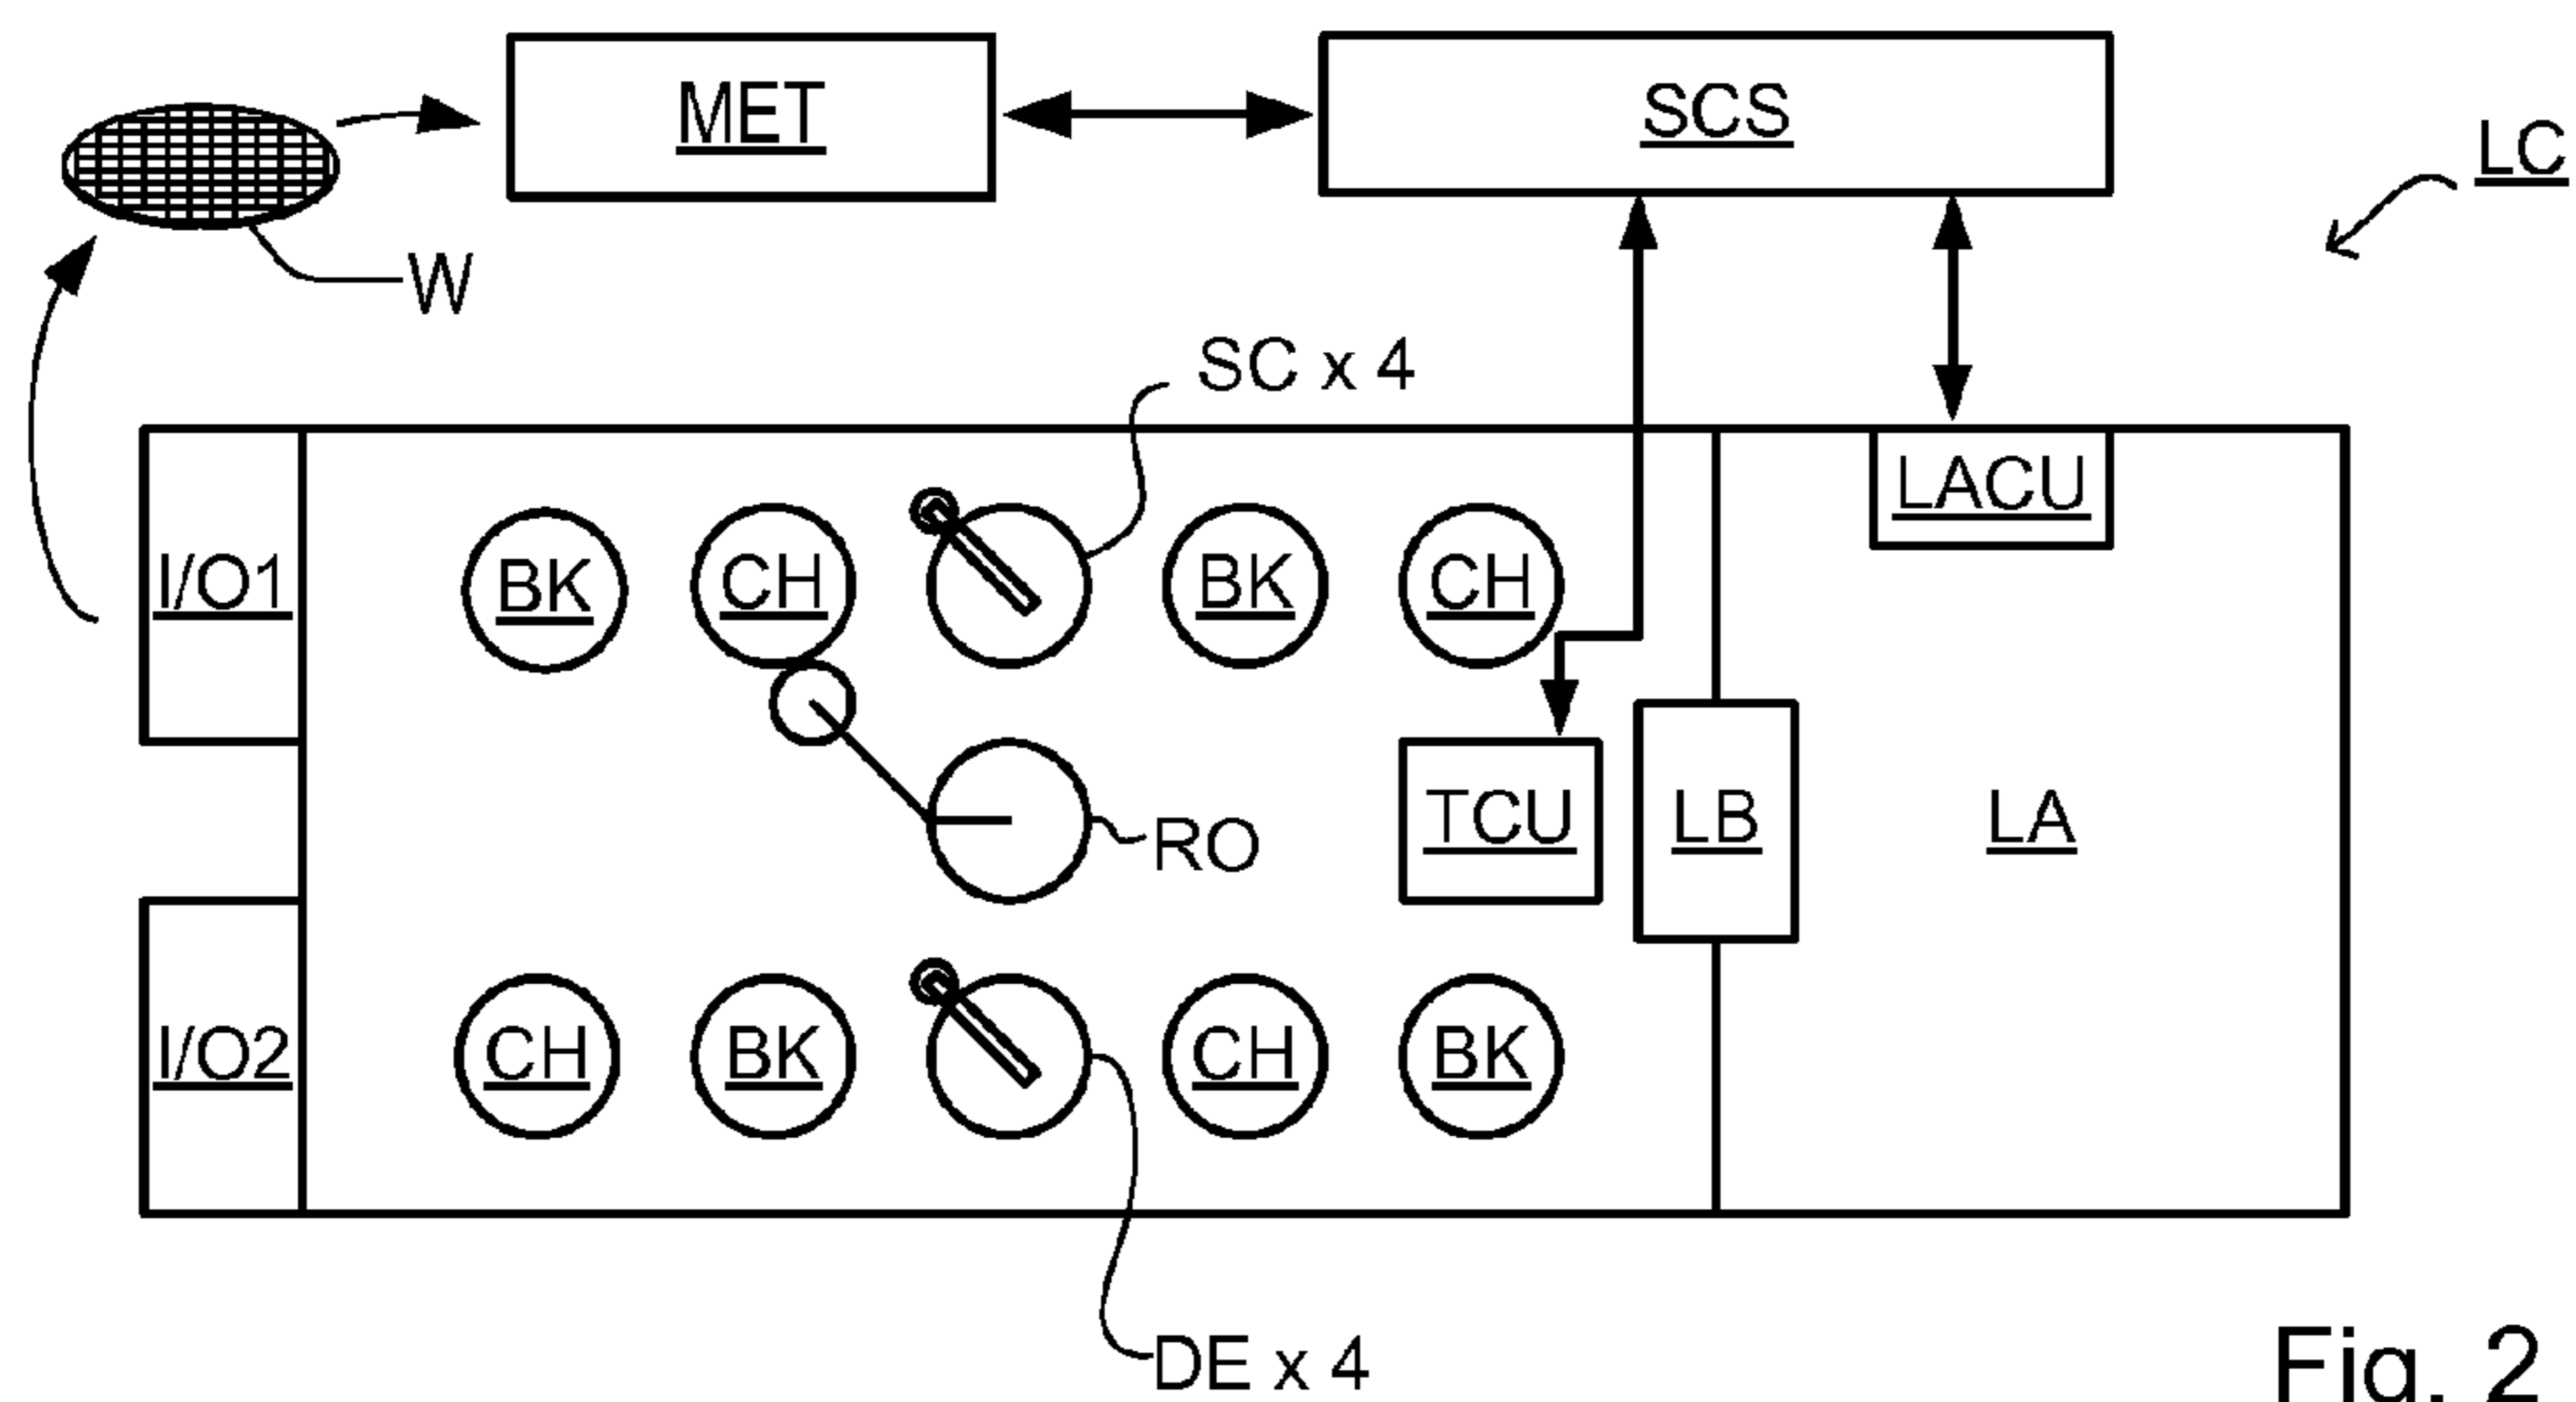 MET
SCS
LC
W
SC x 4
LACU
I/O1
BK
CH
BK
CH
RO
TCU
LB
LA
I/O2
CH
BK
CH
BK
DE x 4
Fig. 2